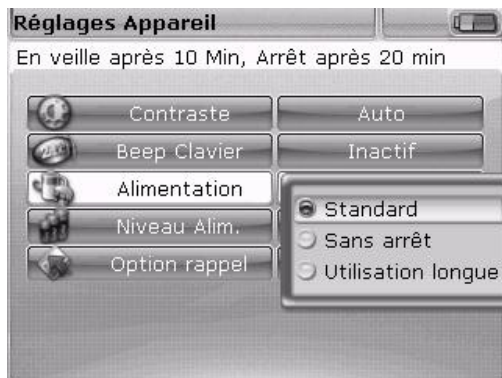 Réglages Appareil
En veille après 10 Min, Arrêt après 20 min
Contraste Auto
Beep Clavier Inactif
Alimentation
Standard
Niveau Alim.
Sans arrêt
Option rappel
Utilisation longue